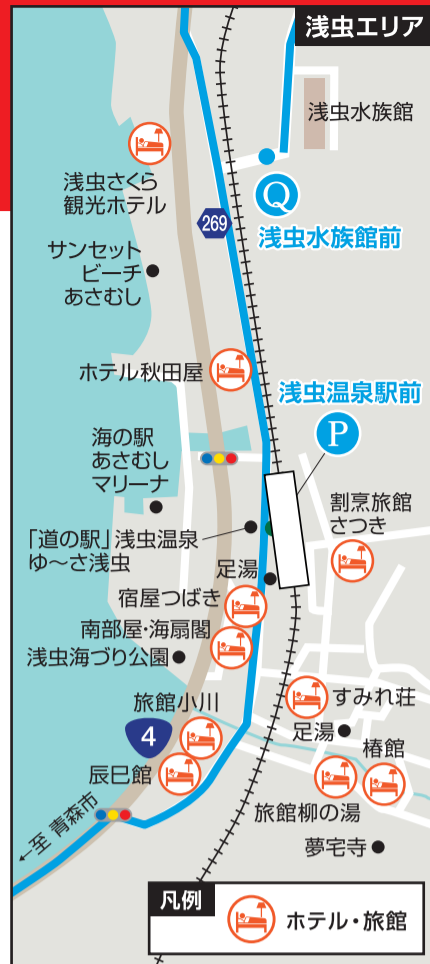 浅虫エリア
浅虫水族館
浅虫さくら
観光ホテル
Q
浅虫水族館前
269
サンセット
ビーチ
あさむし
ホテル秋田屋
浅虫温泉駅前
P
海の駅
あさむし
マリーナ
割烹旅館
さつき
「道の駅」浅虫温泉
ゆ〜さ浅虫
足湯
宿屋つばき
南部屋・海扇閣
浅虫海づり公園
旅館小川
すみれ荘
4
足湯
椿館
辰巳館
旅館柳の湯
←至 青森市
夢宅寺
凡例
ホテル・旅館